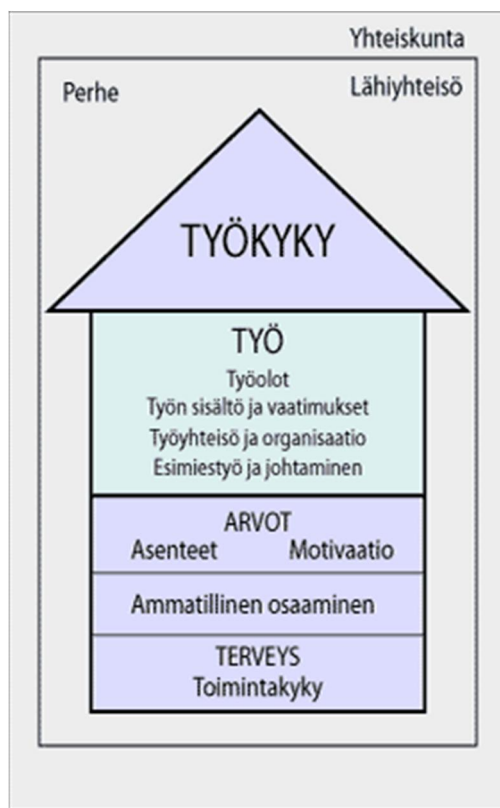 Yhteiskunta
Perhe
Lähiyhteisö
TYÖKYKY
TYÖ
Työolot
Työn sisältö ja vaatimukset
Työyhteisö ja organisaatio
Esimiestyö ja johtaminen
ARVOT
Asenteet Motivaatio
Ammatillinen osaaminen
TERVEYS
Toimintakyky